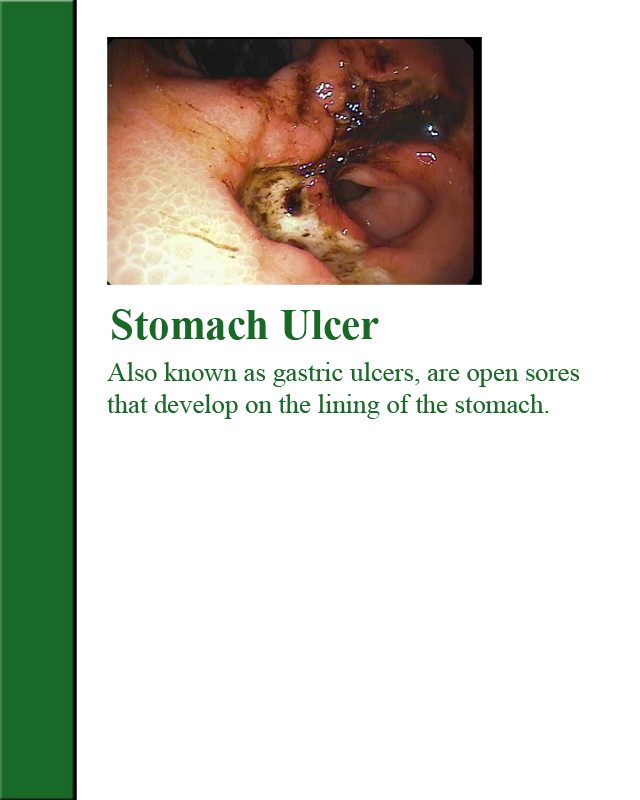 Stomach Ulcer
Also known as gastric ulcers, are open sores
that develop on the lining of the stomach.